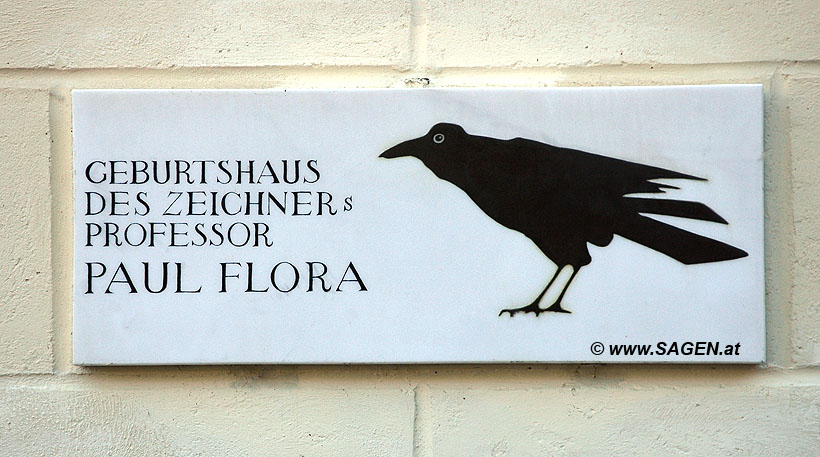 GEBURTSHAUS
DES ZEICHNERs
PROFESSOR
PAUL FLORA
© www.SAGEN.at